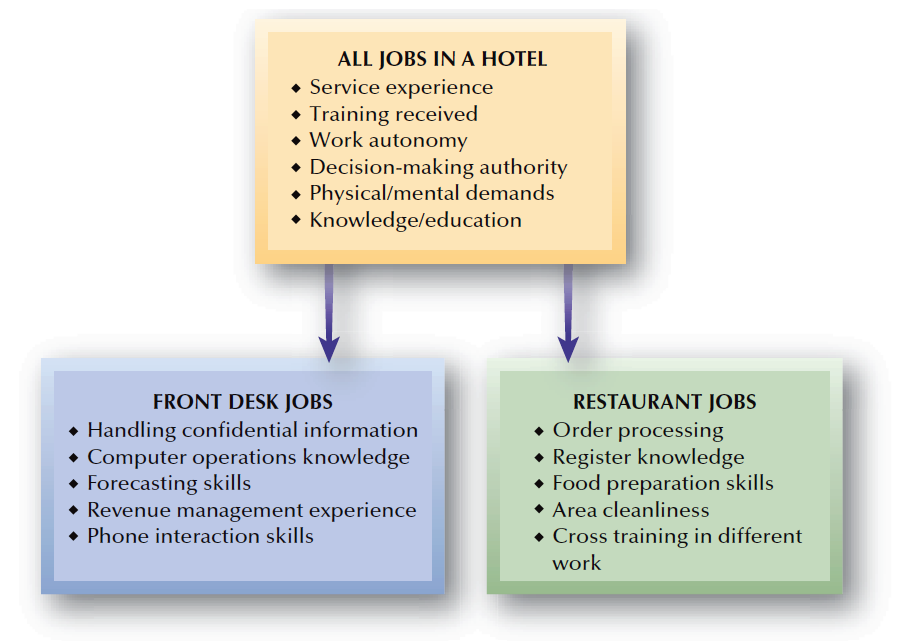 ALL JOBS IN A HOTEL
◆ Service experience
◆ Training received
◆ Work autonomy
◆ Decision-making authority
◆ Physical/mental demands
◆ Knowledge/education
FRONT DESK JOBS
◆ Handling confidential information
◆ Computer operations knowledge
◆ Forecasting skills
◆ Revenue management experience
◆ Phone interaction skills
RESTAURANT JOBS
◆ Order processing
◆ Register knowledge
◆ Food preparation skills
◆ Area cleanliness
◆ Cross training in different
work